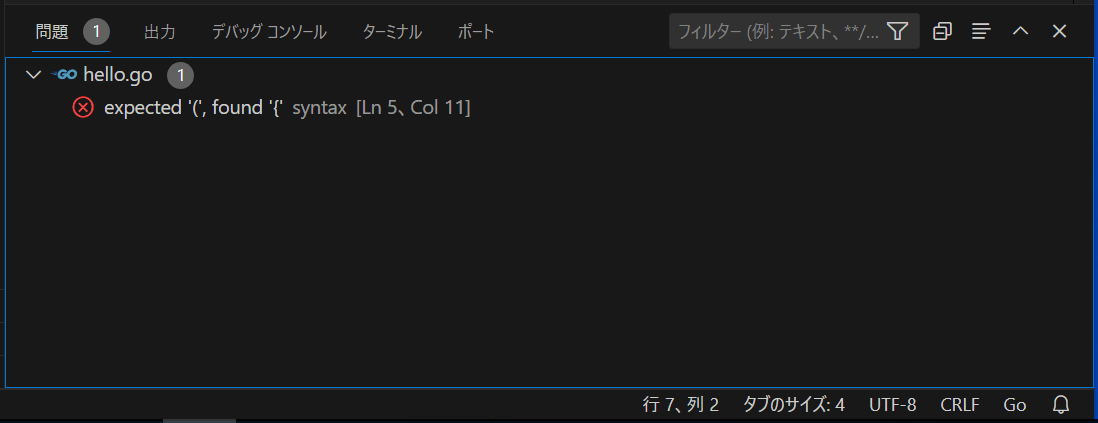 問題 1 出力 デバッグ コンソール ターミナル ポート フィルター (例: テキスト、**/...
GO hello.go 1
expected '(', found '{' syntax [Ln 5、Col 11]
行 7、列 2 タブのサイズ: 4 UTF-8 CRLF Go